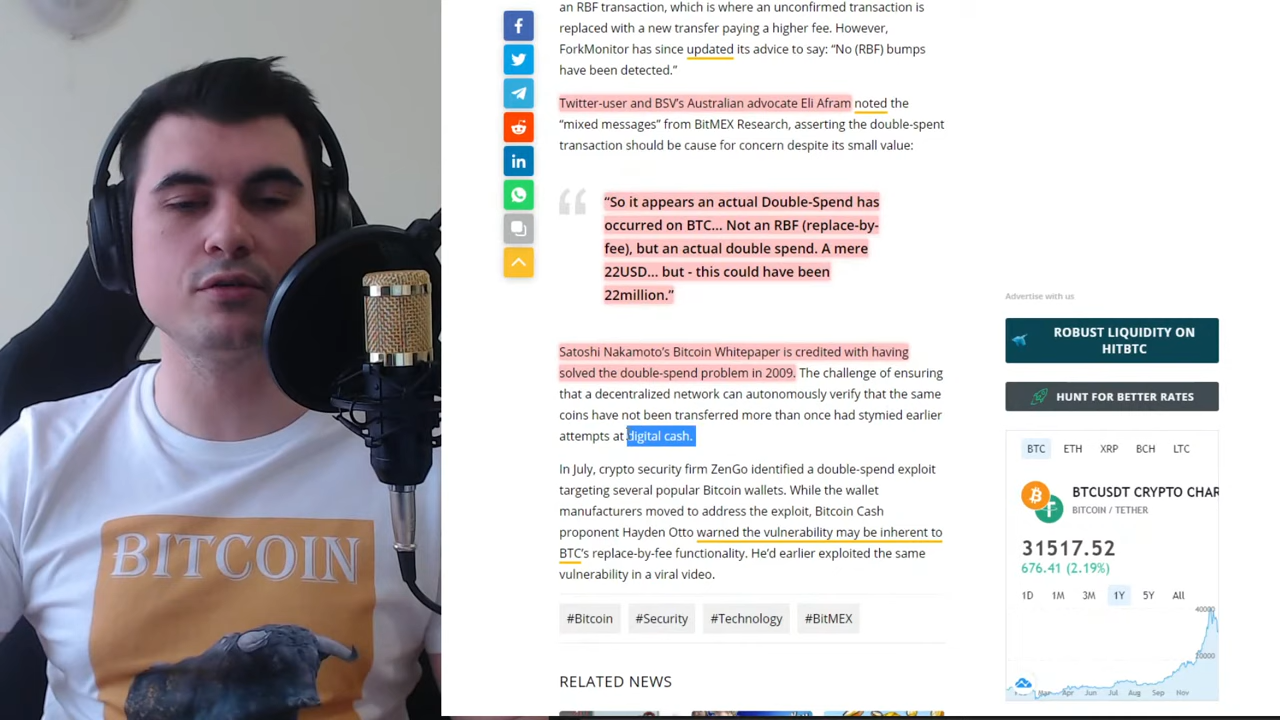 an RBF transaction, which is where an unconfirmed transaction is
replaced with a new transfer paying a higher fee. However,
ForkMonitor has since updated its advice to say: “No (RBF) bumps
have been detected.”
Twitter-user and BSV’s Australian advocate Eli Afram noted the
“mixed messages” from BitMEX Research, asserting the double-spent
transaction should be cause for concern despite its small value:
“So it appears an actual Double-Spend has
occurred on BTC... Not an RBF (replace-by-
fee), but an actual double spend. A mere
22USD... but - this could have been
22million.”
Satoshi Nakamoto’s Bitcoin Whitepaper is credited with having
solved the double-spend problem in 2009. The challenge of ensuring
that a decentralized network can autonomously verify that the same
coins have not been transferred more than once had stymied earlier
attempts at digital cash.
In July, crypto security firm ZenGo identified a double-spend exploit
targeting several popular Bitcoin wallets. While the wallet
manufacturers moved to address the exploit, Bitcoin Cash
proponent Hayden Otto warned the vulnerability may be inherent to
BTC’s replace-by-fee functionality. He’d earlier exploited the same
vulnerability in a viral video.
#Bitcoin #Security #Technology #BitMEX
RELATED NEWS
Advertise with us
ROBUST LIQUIDITY ON
HITBTC
HUNT FOR BETTER RATES
BTC ETH XRP BCH LTC
BTCUSDT CRYPTO CHAR
BITCOIN / TETHER
31517.52
676.41 (2.19%)
1D 1M 3M 1Y 5Y All
40000
20000
Mar May Jun Jul Aug Sep Nov
BITCOIN